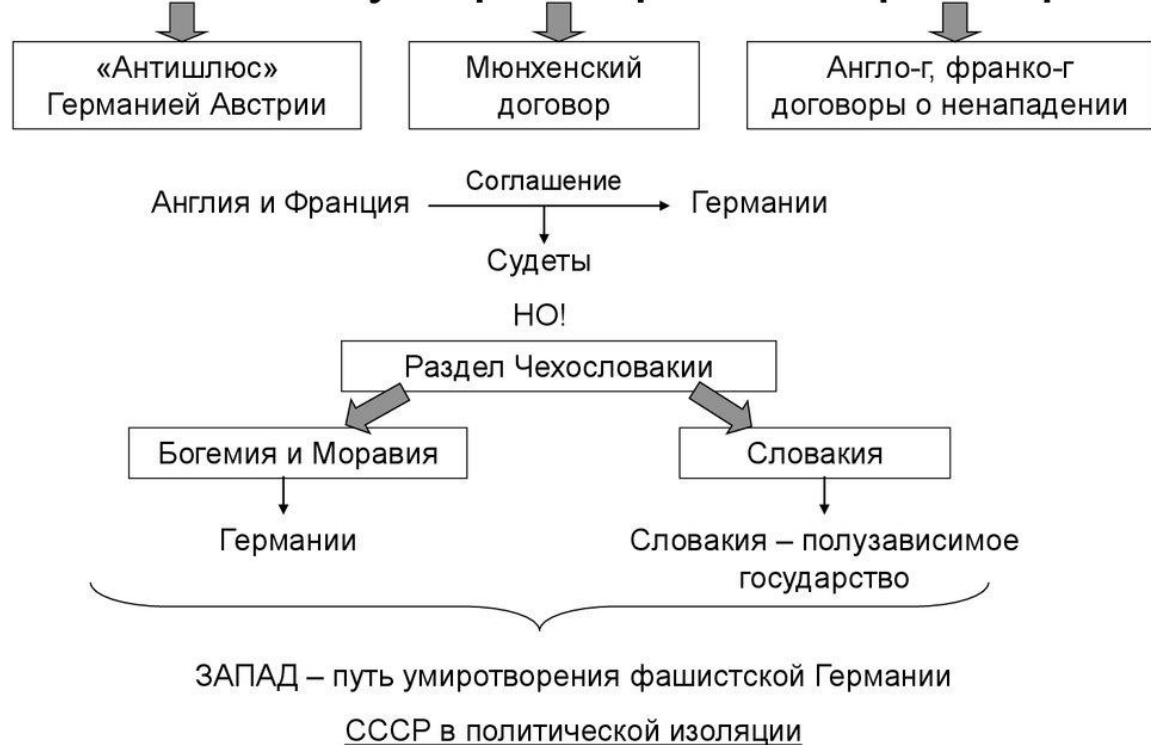 «Антишлюс»
Германией Австрии
Мюнхенский
договор
Англо-г, франко-г
договоры о ненападении
Соглашение
Англия и Франция
Германии
Судеты
НО!
Раздел Чехословакии
Богемия и Моравия
Словакия
Германии
Словакия – полузависимое
государство
ЗАПАД – путь умиротворения фашистской Германии
СССР в политической изоляции